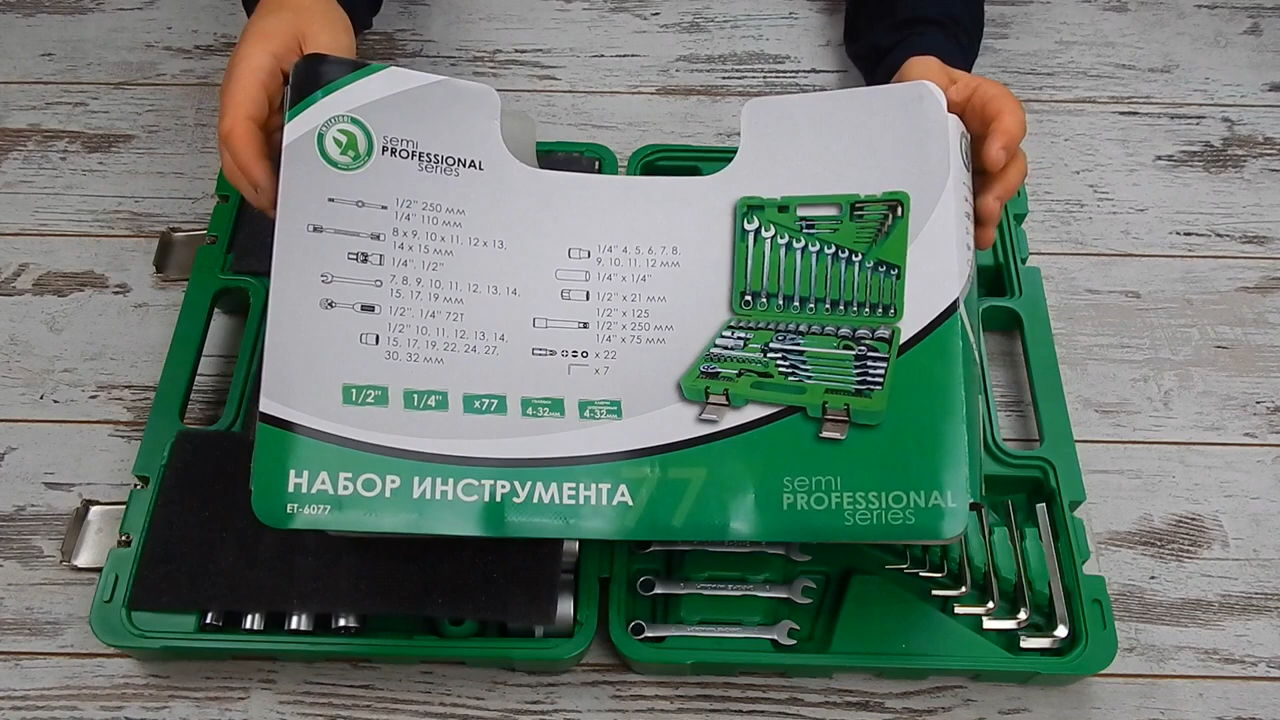 INTERTOOL
semi
PROFESSIONAL
series
1/2" 250 мм
1/4" 110 мм
8 x 9, 10 x 11, 12 x 13,
14 x 15 мм
1/4", 1/2"
7, 8, 9, 10, 11, 12, 13, 14,
15, 17, 19 мм
1/2", 1/4" 72T
1/2" 10, 11, 12, 13, 14,
15, 17, 19, 22, 24, 27,
30, 32 мм
1/4" 4, 5, 6, 7, 8,
9, 10, 1, 12 мм
1/4" x 1/4"
1/2" x 21 мм
1/2" x 125
1/2" x 250 мм
1/4" x 75 мм
x 22
x 7
1/2"
1/4"
x77
головки
4-32мм
ключи
4-32мм
НАБОР ИНСТРУМЕНТА
ET-6077
77
semi
PROFESSIONAL
series